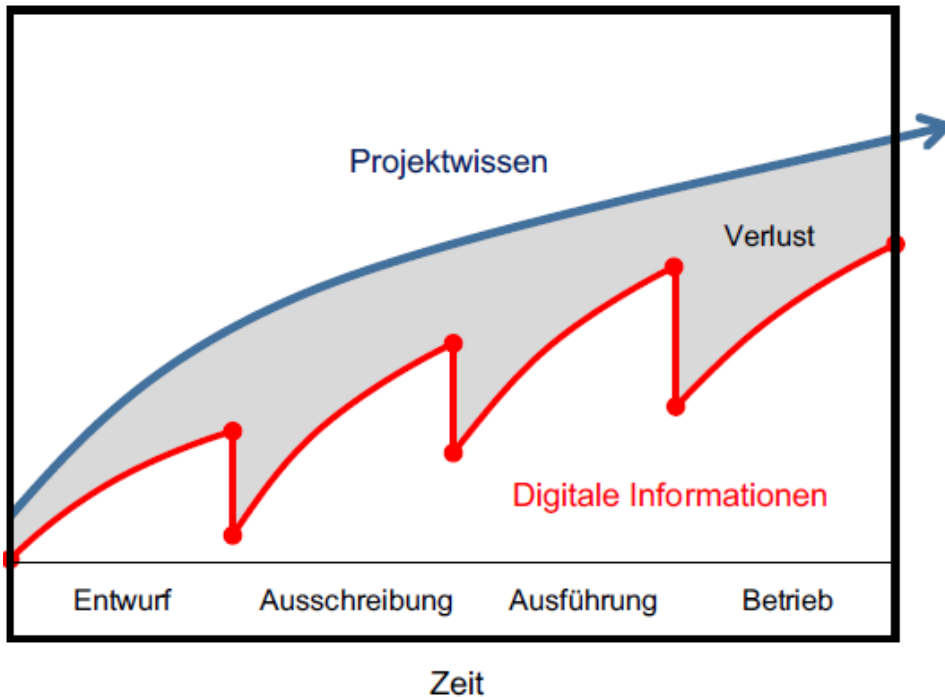 Projektwissen
Verlust
Digitale Informationen
Entwurf
Ausschreibung
Ausführung
Betrieb
Zeit